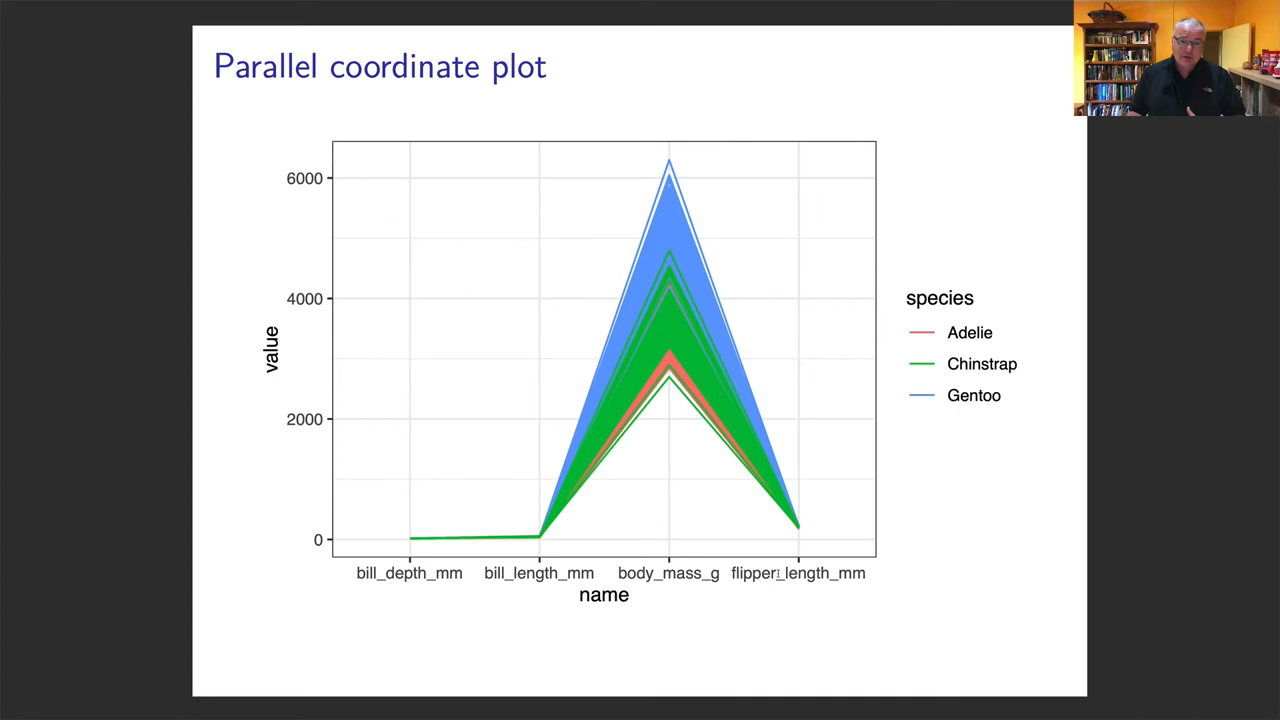 Parallel coordinate plot
6000
4000
2000
0
value
bill_depth_mm bill_length_mm body_mass_g flipper_length_mm
name
species
Adelie
Chinstrap
Gentoo